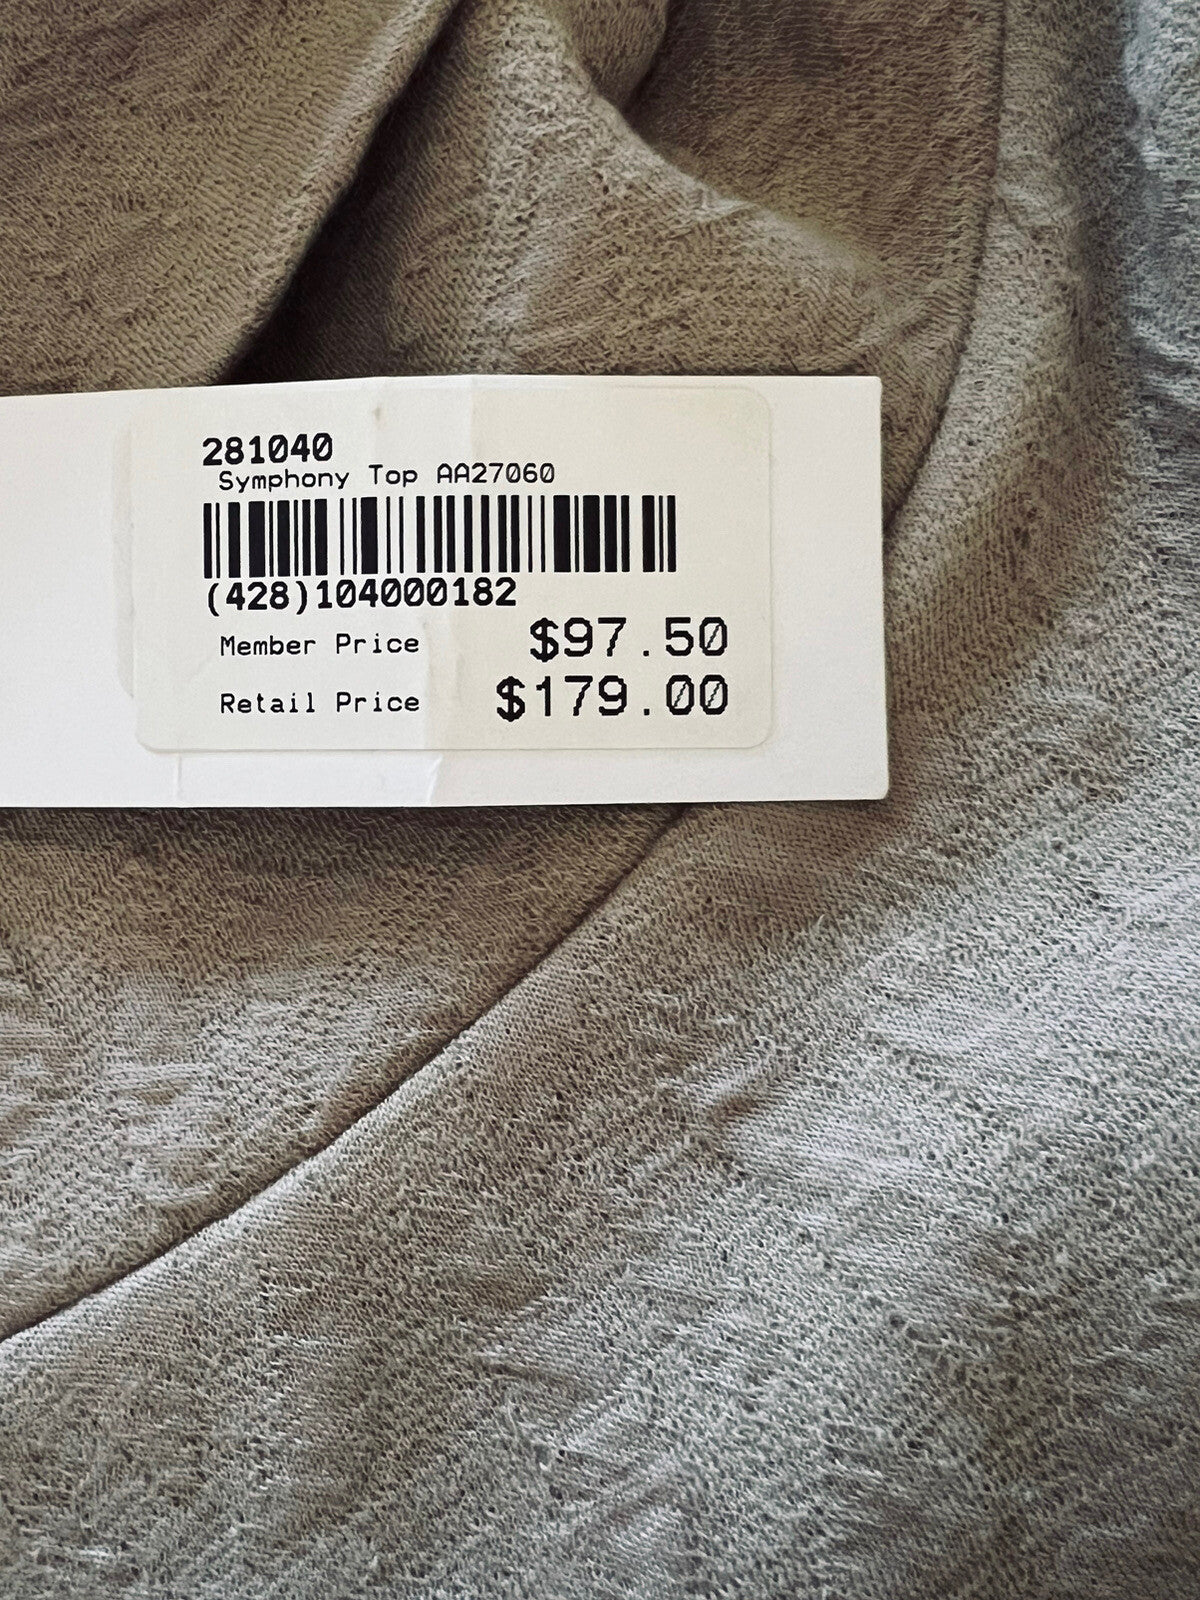 281040
Symphony Top AA27060
(428)104000182
Member Price $97.50
Retail Price $179.00